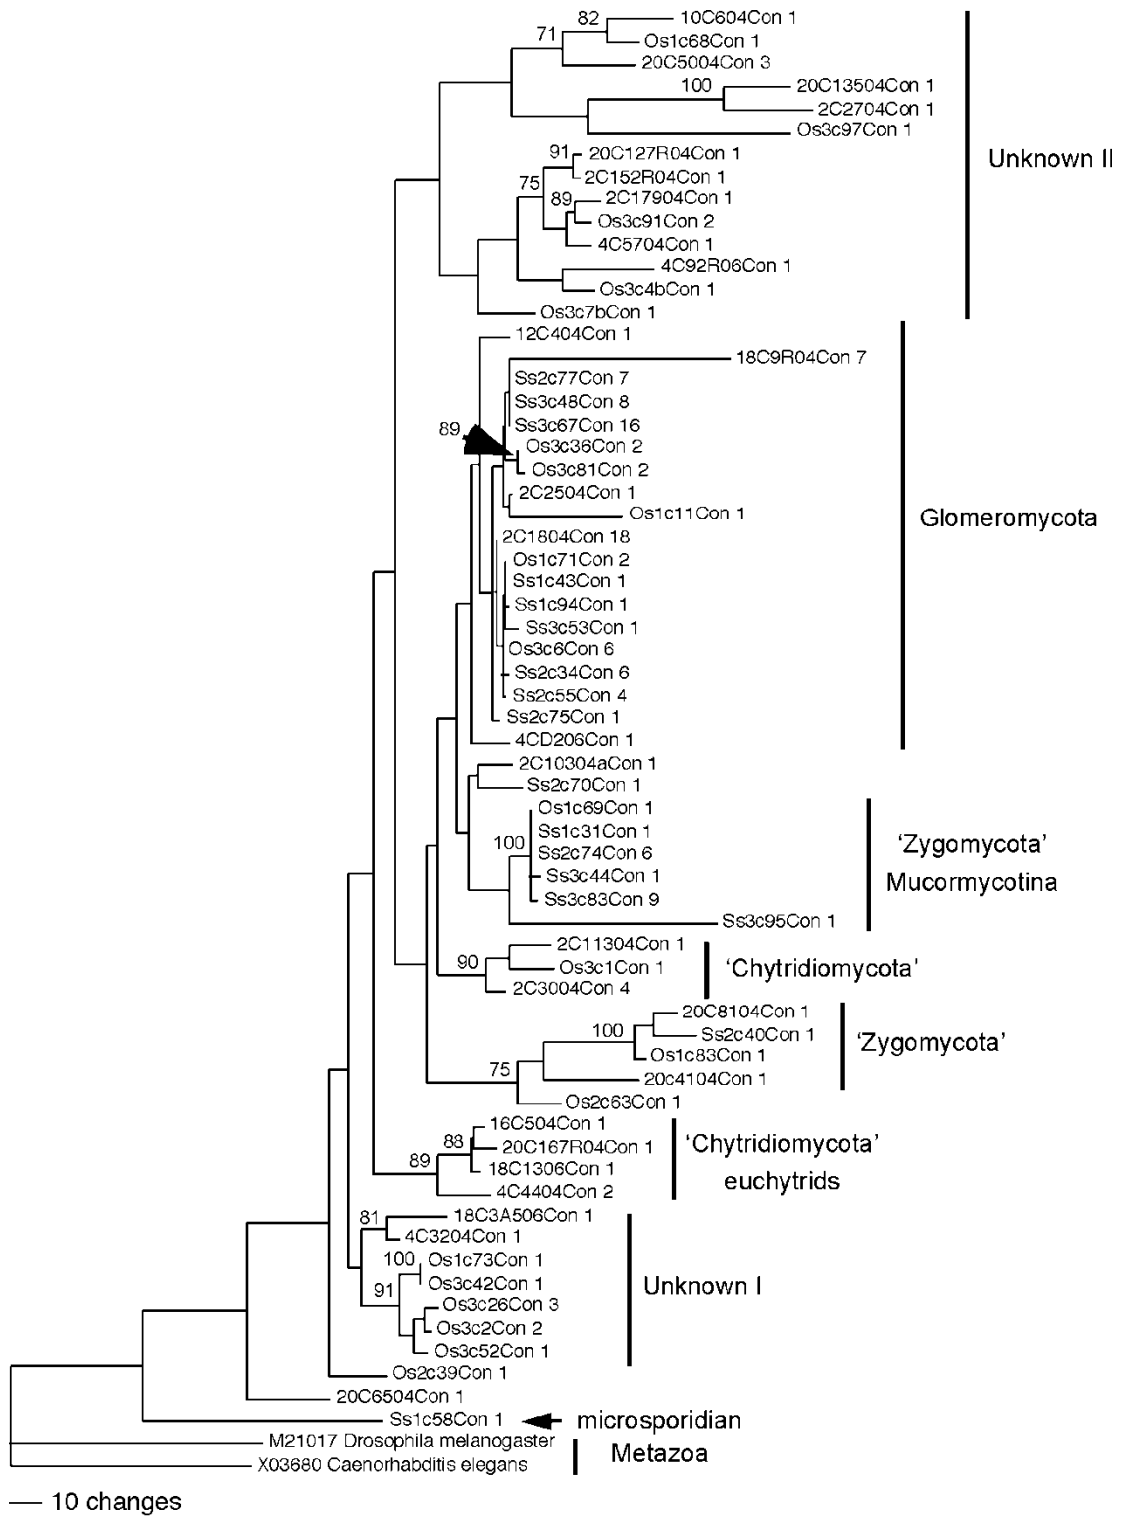 82
10C604Con 1
71
Os1c68Con 1
20C5004Con 3
100
20C13504Con 1
2C2704Con 1
Os3c97Con 1
91
20C127R04Con 1
Unknown II
2C152R04Con 1
75
89
2C17904Con 1
Os3c91Con 2
4C5704Con 1
4C92R06Con 1
Os3c4bCon 1
Os3c7bCon 1
12C404Con 1
18C9R04Con 7
Ss2c77Con 7
Ss3c48Con 8
Ss3c67Con 16
89
Os3c36Con 2
Os3c81Con 2
2C2504Con 1
Os1c11Con 1
Glomeromycota
2C1804Con 18
Os1c71Con 2
Ss1c43Con 1
Ss1c94Con 1
Ss3c53Con 1
Os3c6Con 6
Ss2c34Con 6
Ss2c55Con 4
Ss2c75Con 1
4CD206Con 1
2C10304aCon 1
Ss2c70Con 1
Os1c69Con 1
Ss1c31Con 1
100
‘Zygomycota’
Ss2c74Con 6
Mucormycotina
Ss3c44Con 1
Ss3c83Con 9
Ss3c95Con 1
2C11304Con 1
90
Os3c1Con 1
‘Chytridiomycota’
2C3004Con 4
20C8104Con 1
100
Ss2c40Con 1
‘Zygomycota’
Os1c83Con 1
75
20c4104Con 1
Os2c63Con 1
16C504Con 1
88
20C167R04Con 1
‘Chytridiomycota’
89
18C1306Con 1
euchytrids
4C4404Con 2
81
18C3A506Con 1
4C3204Con 1
100
Os1c73Con 1
91
Os3c42Con 1
Unknown I
Os3c26Con 3
Os3c2Con 2
Os3c52Con 1
Os2c39Con 1
20C6504Con 1
Ss1c58Con 1
microsporidian
M21017 Drosophila melanogaster
Metazoa
X03680 Caenorhabditis elegans
10 changes